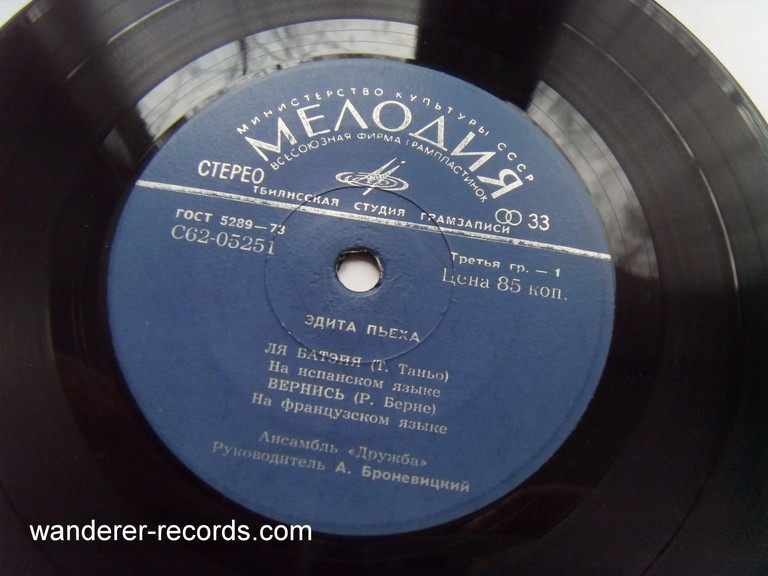 МИНИСТЕРСТВО КУЛЬТУРЫ СССР
МЕЛОДИЯ
ВСЕСОЮЗНАЯ ФИРМА ГРАМПЛАСТИНОК
СТЕРЕО
33
ТБИЛИССКАЯ СТУДИЯ ГРАМЗАПИСИ
ГОСТ 5289—73
С62-05251
Третья гр. — 1
Цена 85 коп.
ЭДИТА ПЬЕХА
ЛЯ БАТЭЙЯ (Т. Таньо)
На испанском языке
ВЕРНИСЬ (Р. Берне)
На французском языке
Ансамбль «Дружба»
Руководитель А. Броневицкий
wanderer-records.com